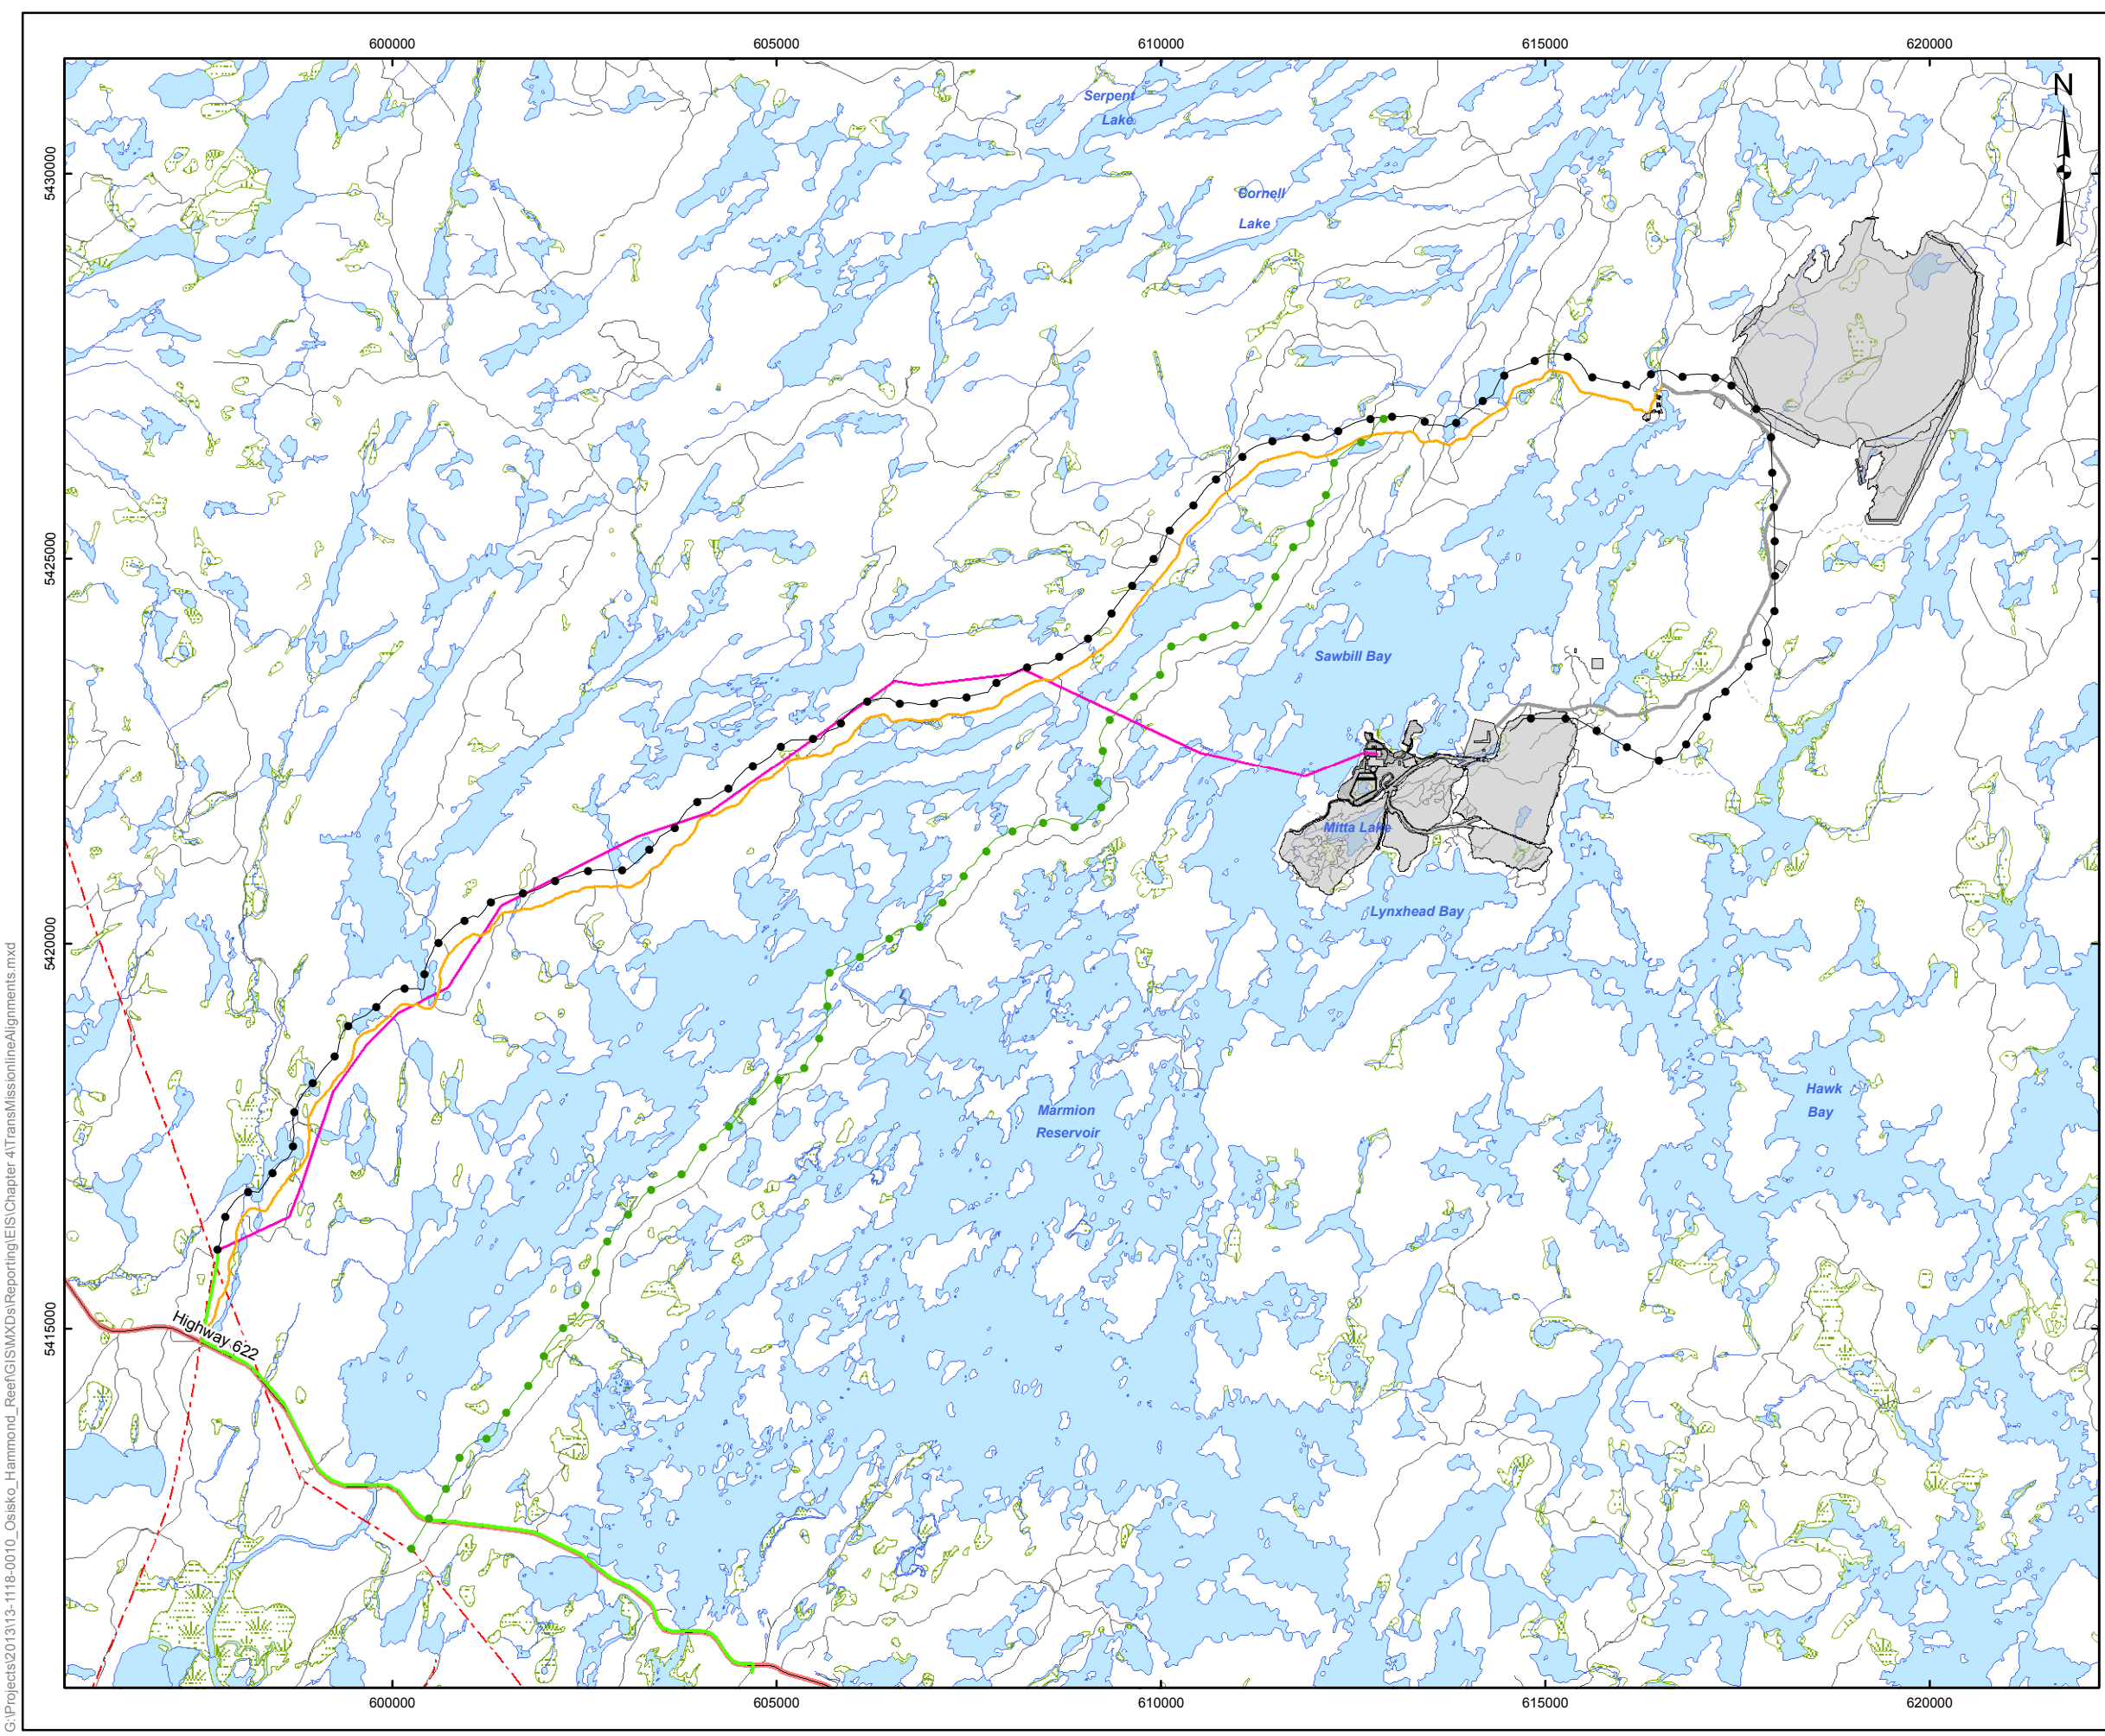 600000
605000
610000
615000
620000
N
Serpent
Lake
5430000
Cornell
Lake
5425000
Sawbill Bay
Mitta Lake
Lynxhead Bay
5420000
Hawk
Bay
Marmion
Reservoir
5415000
Highway 622
600000
605000
610000
615000
620000
G:\Projects\2013\13-1118-0010_Osisko_Hammond_Reef\GIS\MXDs\Reporting\EIS\Chapter 4\TransMissionlineAlignments.mxd